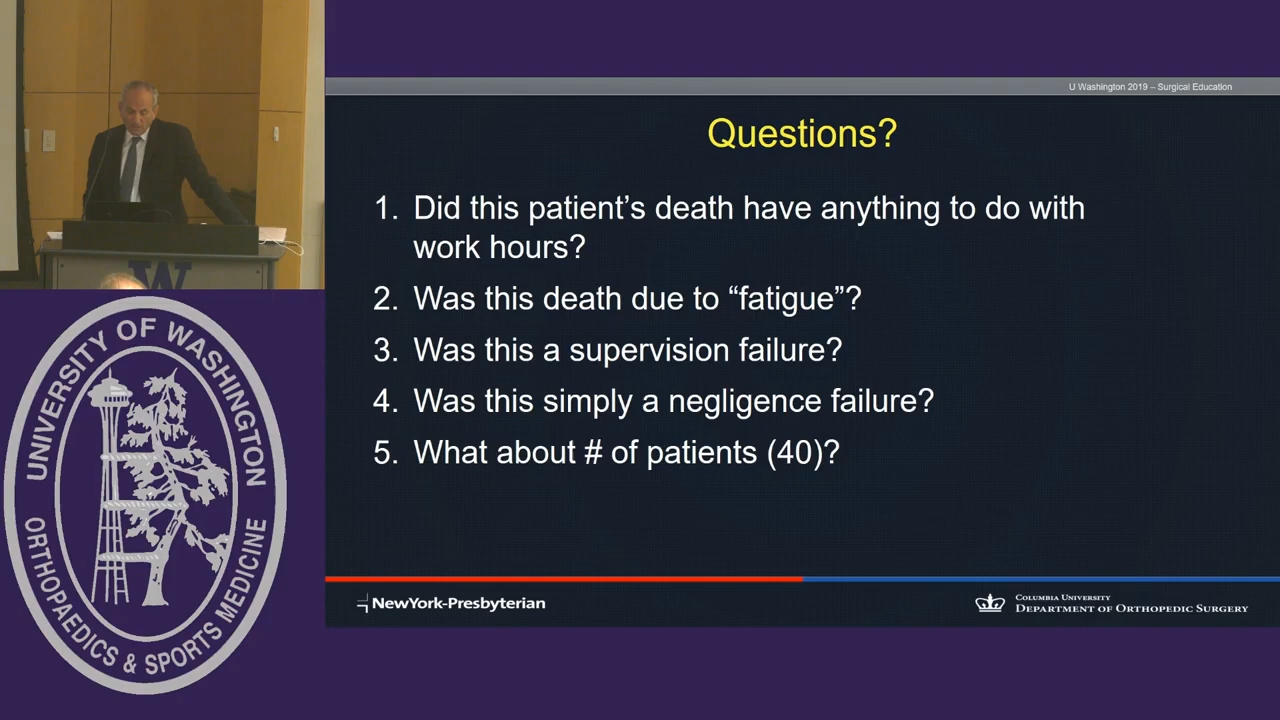 U Washington 2019 – Surgical Education
Questions?
1. Did this patient's death have anything to do with
work hours?
2. Was this death due to “fatigue”?
3. Was this a supervision failure?
4. Was this simply a negligence failure?
5. What about # of patients (40)?
NewYork-Presbyterian
COLUMBIA UNIVERSITY
DEPARTMENT OF ORTHOPEDIC SURGERY
W
UNIVERSITY OF WASHINGTON
ORTHOPAEDICS & SPORTS MEDICINE